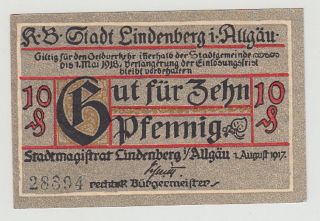 K.B. Stadt Lindenberg i. Allgäu.
Giltig für den Geldverkehr innerhalb der Stadtgemeinde
bis 1. Mai 1918. Verlängerung der Einlösungsfrist
bleibt vorbehalten
10 Gut für Zehn 10
Pfennig
Stadtmagistrat Lindenberg i/Allgäu 1. August 1917.
28394
rechtsk. Bürgermeister